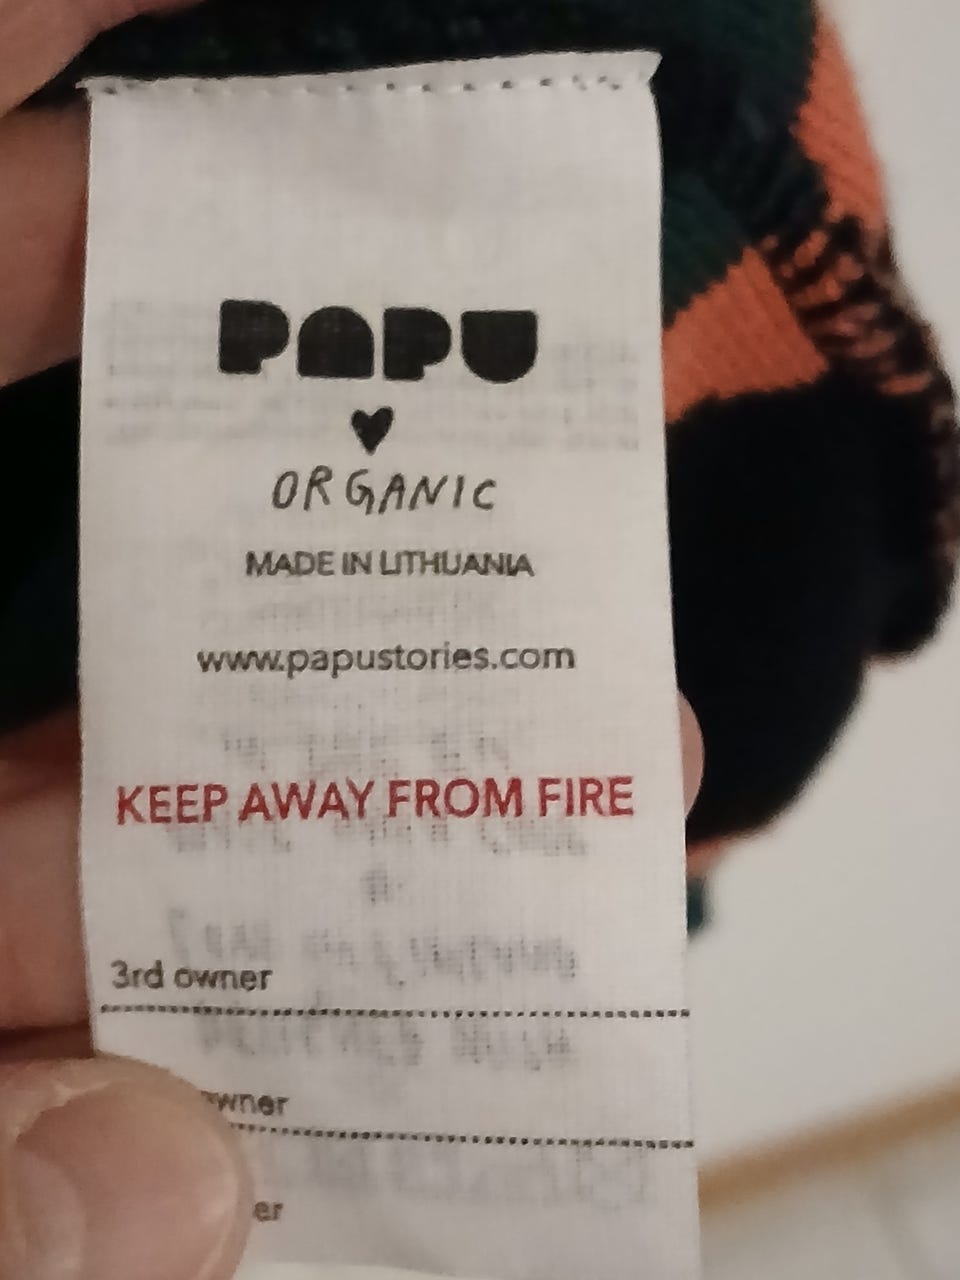 PAPU
ORGANIC
MADE IN LITHUANIA
www.papustories.com
KEEP AWAY FROM FIRE
3rd owner